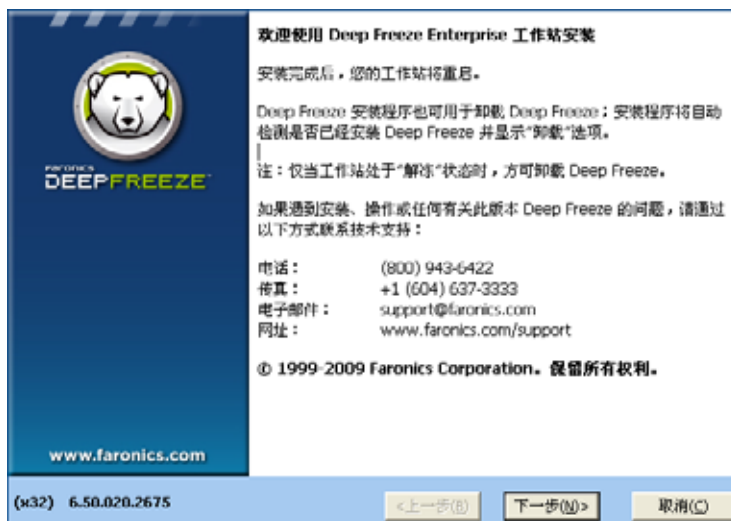 欢迎使用 Deep Freeze Enterprise 工作站安装
安装完成后，您的工作站将重启。
Deep Freeze 安装程序也可用于卸载 Deep Freeze；安装程序将自动
检测是否已经安装 Deep Freeze 并显示“卸载”选项。
注：仅当工作站处于“解冻”状态时，方可卸载 Deep Freeze。
如果遇到安装、操作或任何有关此版本 Deep Freeze 的问题，请通过
以下方式联系技术支持：
电话： (800) 943-6422
传真： +1 (604) 637-3333
电子邮件： support@faronics.com
网址： www.faronics.com/support
© 1999-2009 Faronics Corporation。保留所有权利。
FARONICS
DEEPFREEZE
www.faronics.com
(x32) 6.50.020.2675
<上一步(B)
下一步(N)>
取消(C)